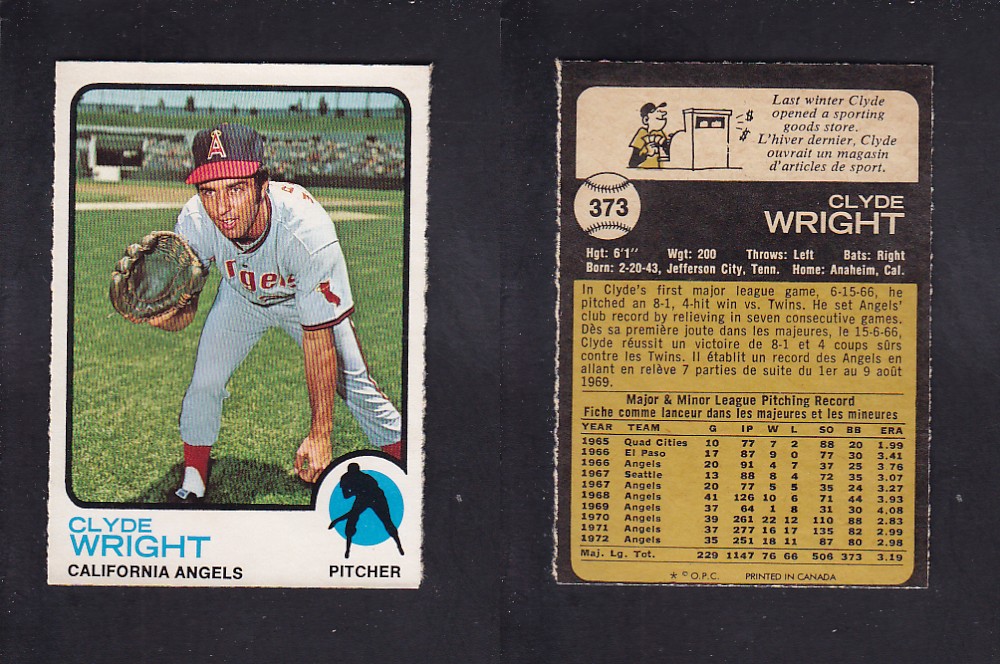 A
ngels
CLYDE
WRIGHT
CALIFORNIA ANGELS
PITCHER
Last winter Clyde
opened a sporting
goods store.
L'hiver dernier, Clyde
ouvrait un magasin
d'articles de sport.
$
$
373
CLYDE
WRIGHT
Hgt: 6'1" Wgt: 200 Throws: Left Bats: Right
Born: 2-20-43, Jefferson City, Tenn. Home: Anaheim, Cal.
In Clyde's first major league game, 6-15-66, he
pitched an 8-1, 4-hit win vs. Twins. He set Angels'
club record by relieving in seven consecutive games.
Dès sa première joute dans les majeures, le 15-6-66,
Clyde réussit un victoire de 8-1 et 4 coups sûrs
contre les Twins. Il établit un record des Angels en
allant en relève 7 parties de suite du 1er au 9 août
1969.
Major & Minor League Pitching Record
Fiche comme lanceur dans les majeures et les mineures
YEAR TEAM G IP W L SO BB ERA
1965 Quad Cities 10 77 7 2 88 20 1.99
1966 El Paso 17 87 9 0 77 30 3.41
1966 Angels 20 91 4 7 37 25 3.76
1967 Seattle 13 88 8 4 72 35 3.07
1967 Angels 20 77 5 5 35 24 3.27
1968 Angels 41 126 10 6 71 44 3.93
1969 Angels 37 64 1 8 31 30 4.08
1970 Angels 39 261 22 12 110 88 2.83
1971 Angels 37 277 16 17 135 82 2.99
1972 Angels 35 251 18 11 87 80 2.98
Maj. Lg. Tot. 229 1147 76 66 506 373 3.19
* © O.P.C. PRINTED IN CANADA